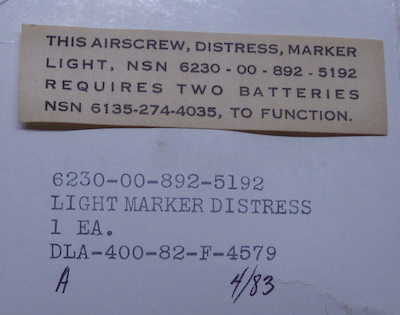 THIS AIRSCREW, DISTRESS, MARKER
LIGHT, NSN 6230 - 00 - 892 - 5192
REQUIRES TWO BATTERIES
NSN 6135-274-4035, TO FUNCTION.
6230-00-892-5192
LIGHT MARKER DISTRESS
1 EA.
DLA-400-82-F-4579
A 4/83